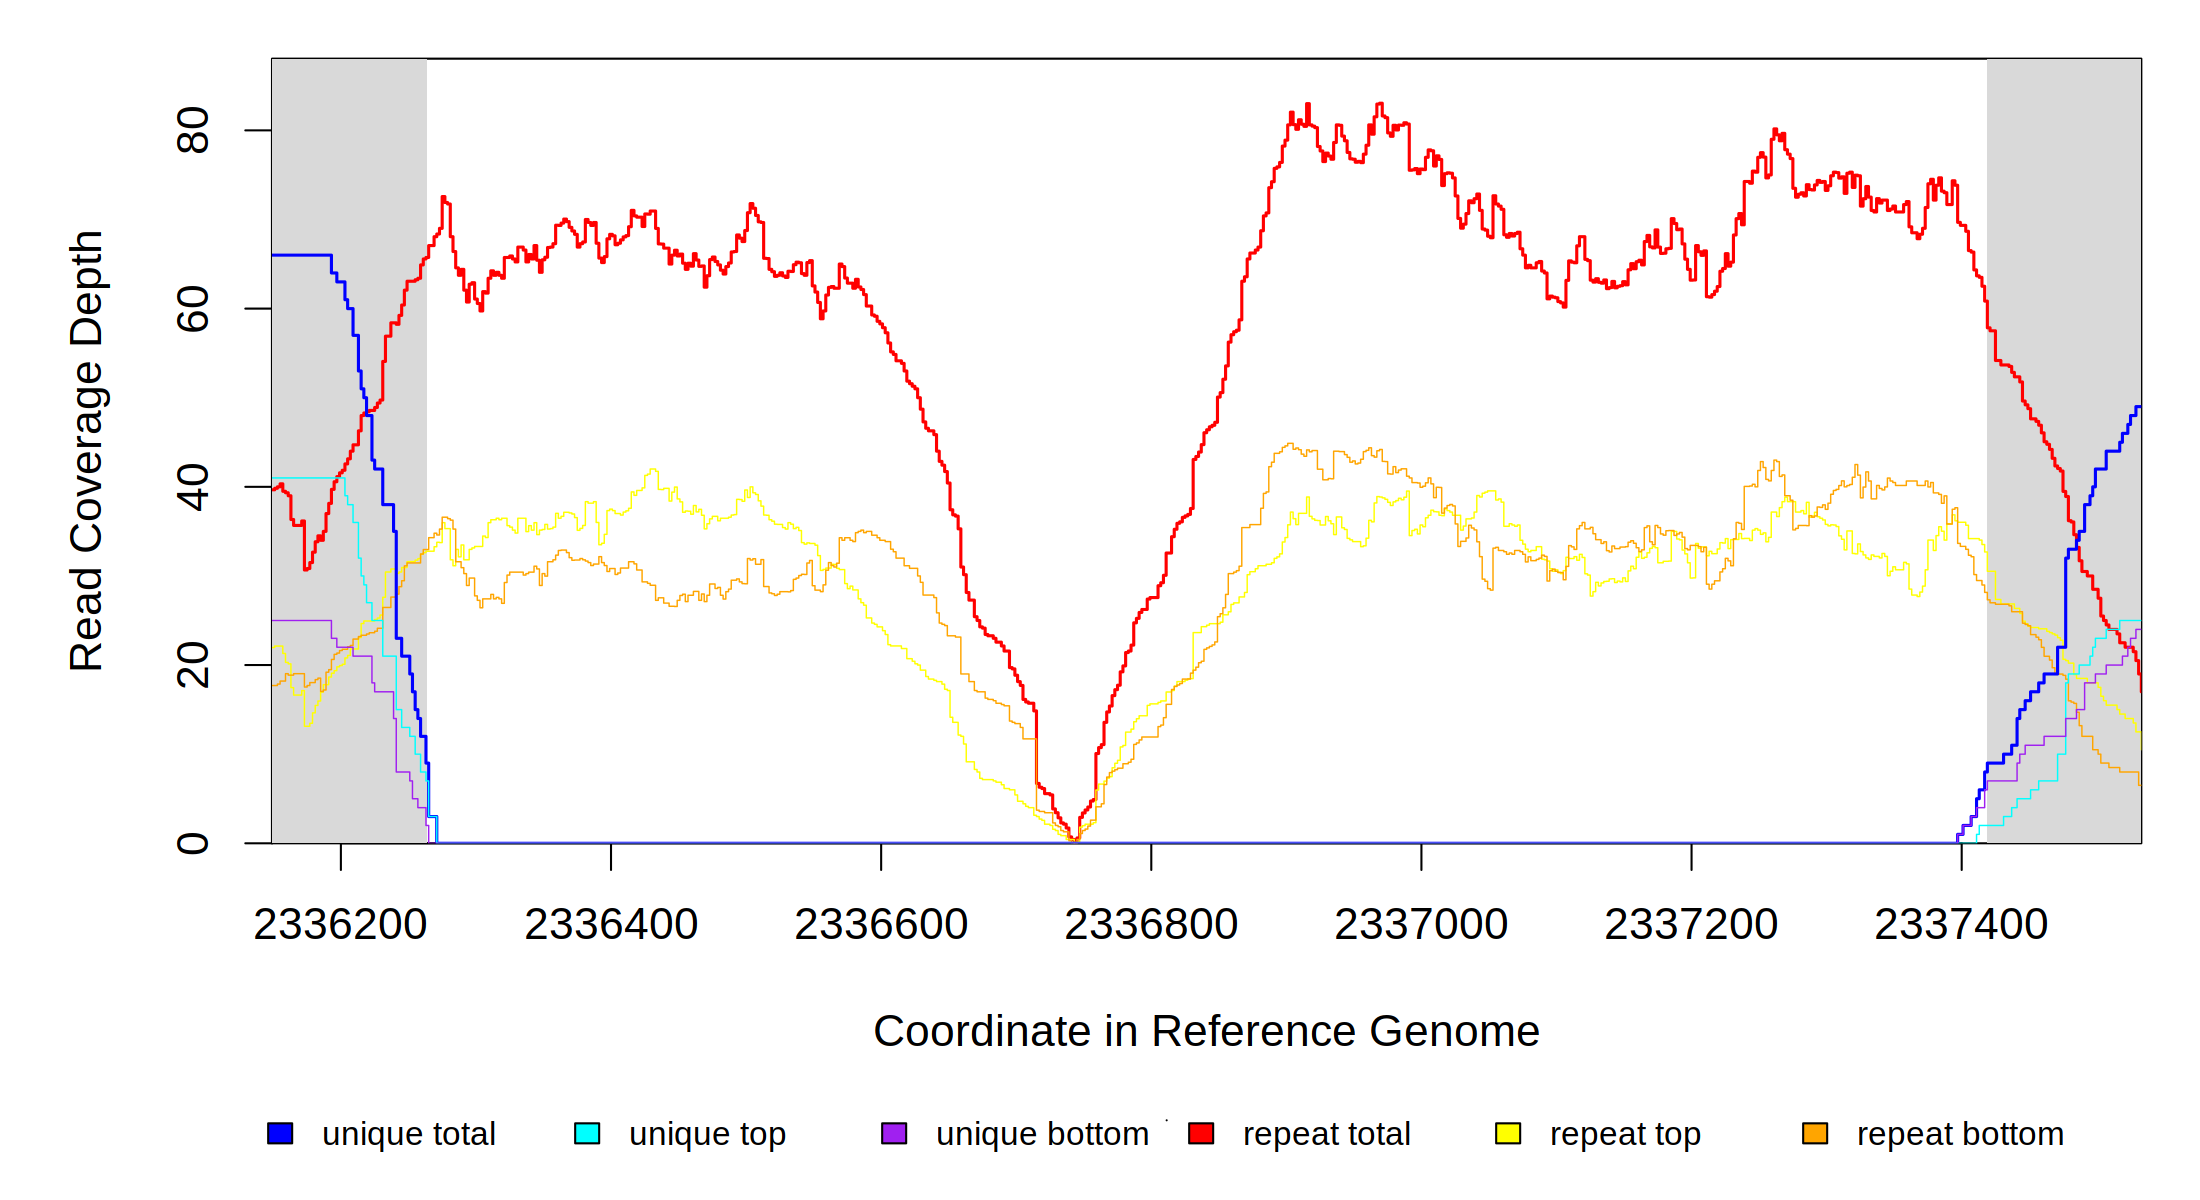 80
60
40
20
0
Read Coverage Depth
2336200 2336400 2336600 2336800 2337000 2337200 2337400
Coordinate in Reference Genome
unique total unique top unique bottom repeat total repeat top repeat bottom